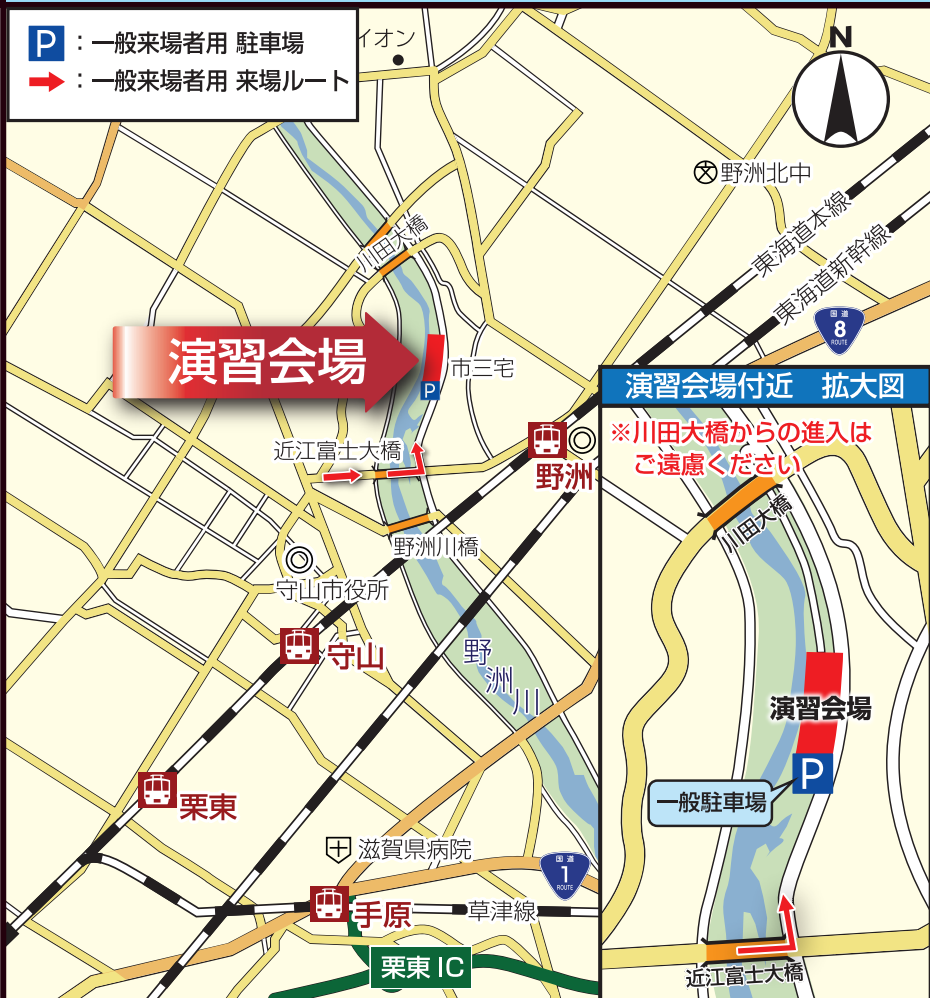 P：一般来場者用 駐車場
：一般来場者用 来場ルート
イオン
N
野洲北中
東海道本線
東海道新幹線
川田大橋
国道
8
ROUTE
演習会場
市三宅
P
近江富士大橋
野洲
野洲川橋
守山市役所
守山
野洲川
栗東
滋賀県病院
国道
1
ROUTE
手原
草津線
栗東 IC
演習会場付近　拡大図
※川田大橋からの進入は
ご遠慮ください
川田大橋
演習会場
P
一般駐車場
近江富士大橋